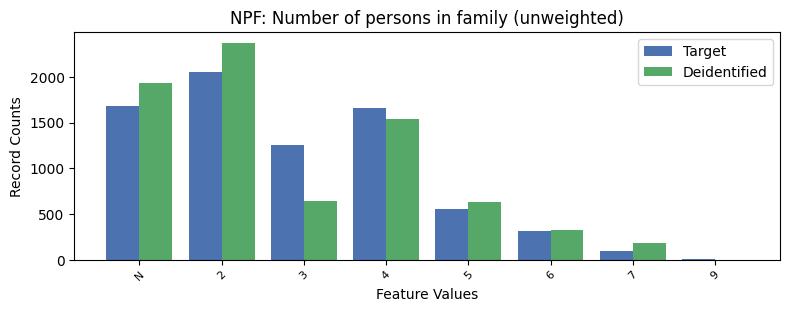 NPF: Number of persons in family (unweighted)
Target
Deidentified
Record Counts
2000
1500
1000
500
0
N 2 3 4 5 6 7 9
Feature Values